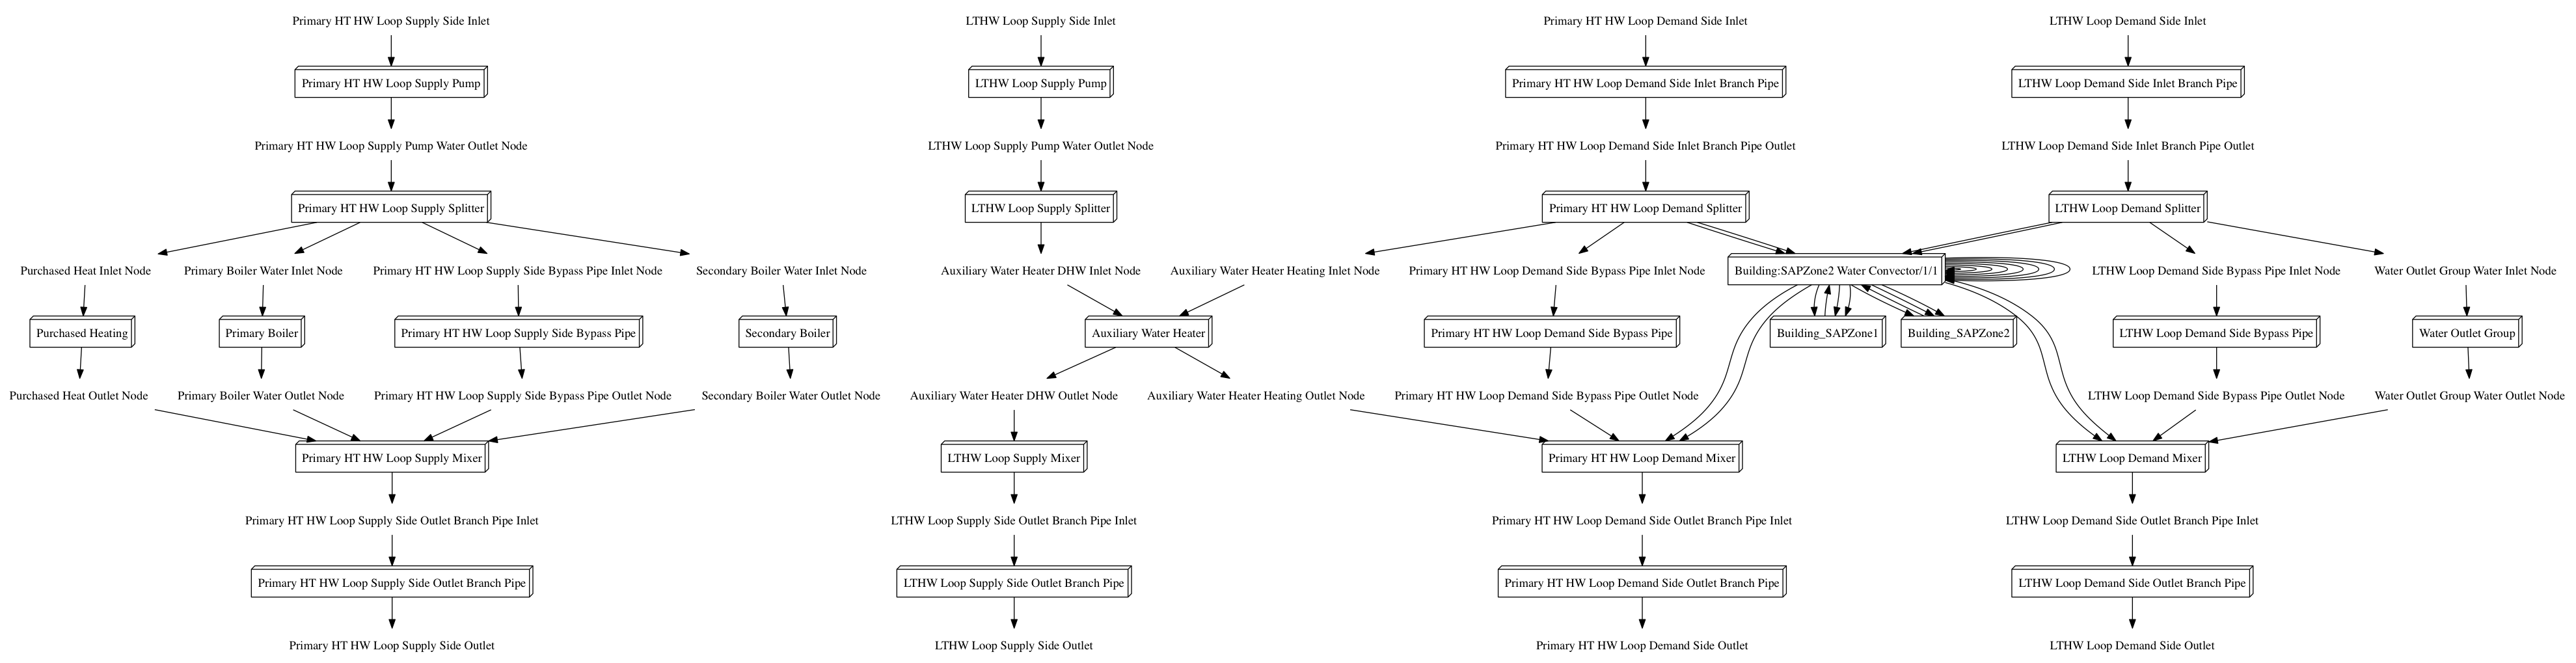 Primary HT HW Loop Supply Side Inlet
LTHW Loop Supply Side Inlet
Primary HT HW Loop Demand Side Inlet
LTHW Loop Demand Side Inlet
Primary HT HW Loop Supply Pump
LTHW Loop Supply Pump
Primary HT HW Loop Demand Side Inlet Branch Pipe
LTHW Loop Demand Side Inlet Branch Pipe
Primary HT HW Loop Supply Pump Water Outlet Node
LTHW Loop Supply Pump Water Outlet Node
Primary HT HW Loop Demand Side Inlet Branch Pipe Outlet
LTHW Loop Demand Side Inlet Branch Pipe Outlet
Primary HT HW Loop Supply Splitter
LTHW Loop Supply Splitter
Primary HT HW Loop Demand Splitter
LTHW Loop Demand Splitter
Purchased Heat Inlet Node
Primary Boiler Water Inlet Node
Primary HT HW Loop Supply Side Bypass Pipe Inlet Node
Secondary Boiler Water Inlet Node
Auxiliary Water Heater DHW Inlet Node
Auxiliary Water Heater Heating Inlet Node
Primary HT HW Loop Demand Side Bypass Pipe Inlet Node
Building:SAPZone2 Water Convector/1/1
LTHW Loop Demand Side Bypass Pipe Inlet Node
Water Outlet Group Water Inlet Node
Purchased Heating
Primary Boiler
Primary HT HW Loop Supply Side Bypass Pipe
Secondary Boiler
Auxiliary Water Heater
Primary HT HW Loop Demand Side Bypass Pipe
Building_SAPZone1
Building_SAPZone2
LTHW Loop Demand Side Bypass Pipe
Water Outlet Group
Purchased Heat Outlet Node
Primary Boiler Water Outlet Node
Primary HT HW Loop Supply Side Bypass Pipe Outlet Node
Secondary Boiler Water Outlet Node
Auxiliary Water Heater DHW Outlet Node
Auxiliary Water Heater Heating Outlet Node
Primary HT HW Loop Demand Side Bypass Pipe Outlet Node
LTHW Loop Demand Side Bypass Pipe Outlet Node
Water Outlet Group Water Outlet Node
Primary HT HW Loop Supply Mixer
LTHW Loop Supply Mixer
Primary HT HW Loop Demand Mixer
LTHW Loop Demand Mixer
Primary HT HW Loop Supply Side Outlet Branch Pipe Inlet
LTHW Loop Supply Side Outlet Branch Pipe Inlet
Primary HT HW Loop Demand Side Outlet Branch Pipe Inlet
LTHW Loop Demand Side Outlet Branch Pipe Inlet
Primary HT HW Loop Supply Side Outlet Branch Pipe
LTHW Loop Supply Side Outlet Branch Pipe
Primary HT HW Loop Demand Side Outlet Branch Pipe
LTHW Loop Demand Side Outlet Branch Pipe
Primary HT HW Loop Supply Side Outlet
LTHW Loop Supply Side Outlet
Primary HT HW Loop Demand Side Outlet
LTHW Loop Demand Side Outlet